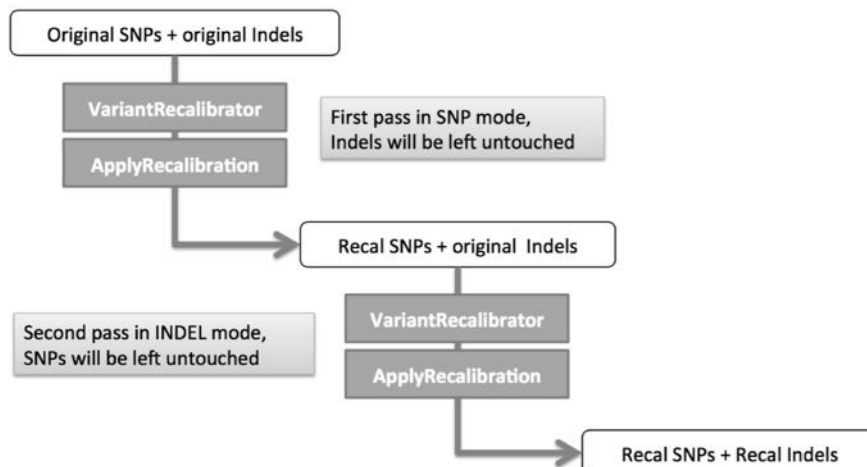 Original SNPs + original Indels
VariantRecalibrator
First pass in SNP mode,
Indels will be left untouched
ApplyRecalibration
Recal SNPs + original Indels
VariantRecalibrator
Second pass in INDEL mode,
SNPs will be left untouched
ApplyRecalibration
Recal SNPs + Recal Indels